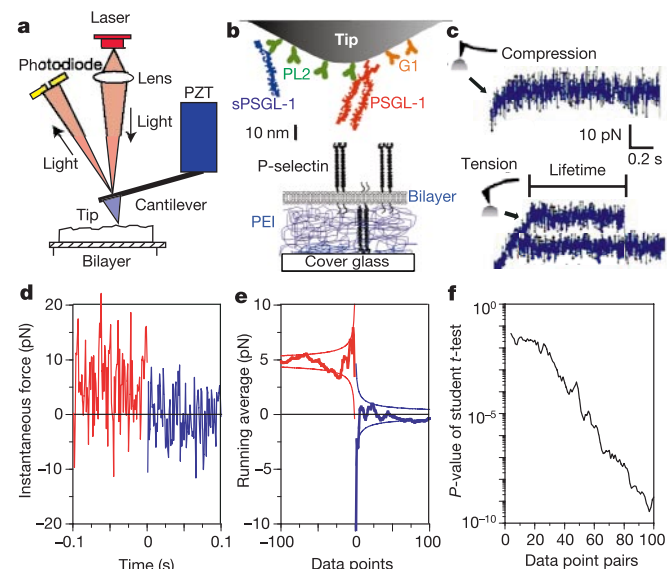 a
Laser
Photodiode
Lens
PZT
Light
Light
Tip
Cantilever
Bilayer
b
Tip
PL2
G1
sPSGL-1
PSGL-1
10 nm
P-selectin
Bilayer
PEI
Cover glass
c
Compression
10 pN
0.2 s
Tension
Lifetime
d
Instantaneous force (pN)
20
10
0
−10
−20
−0.1
0
0.1
Time (s)
e
Running average (pN)
10
5
0
−5
−10
−100
0
100
Data points
f
P-value of student t-test
10⁰
10⁻⁵
10⁻¹⁰
0 20 40 60 80 100
Data point pairs